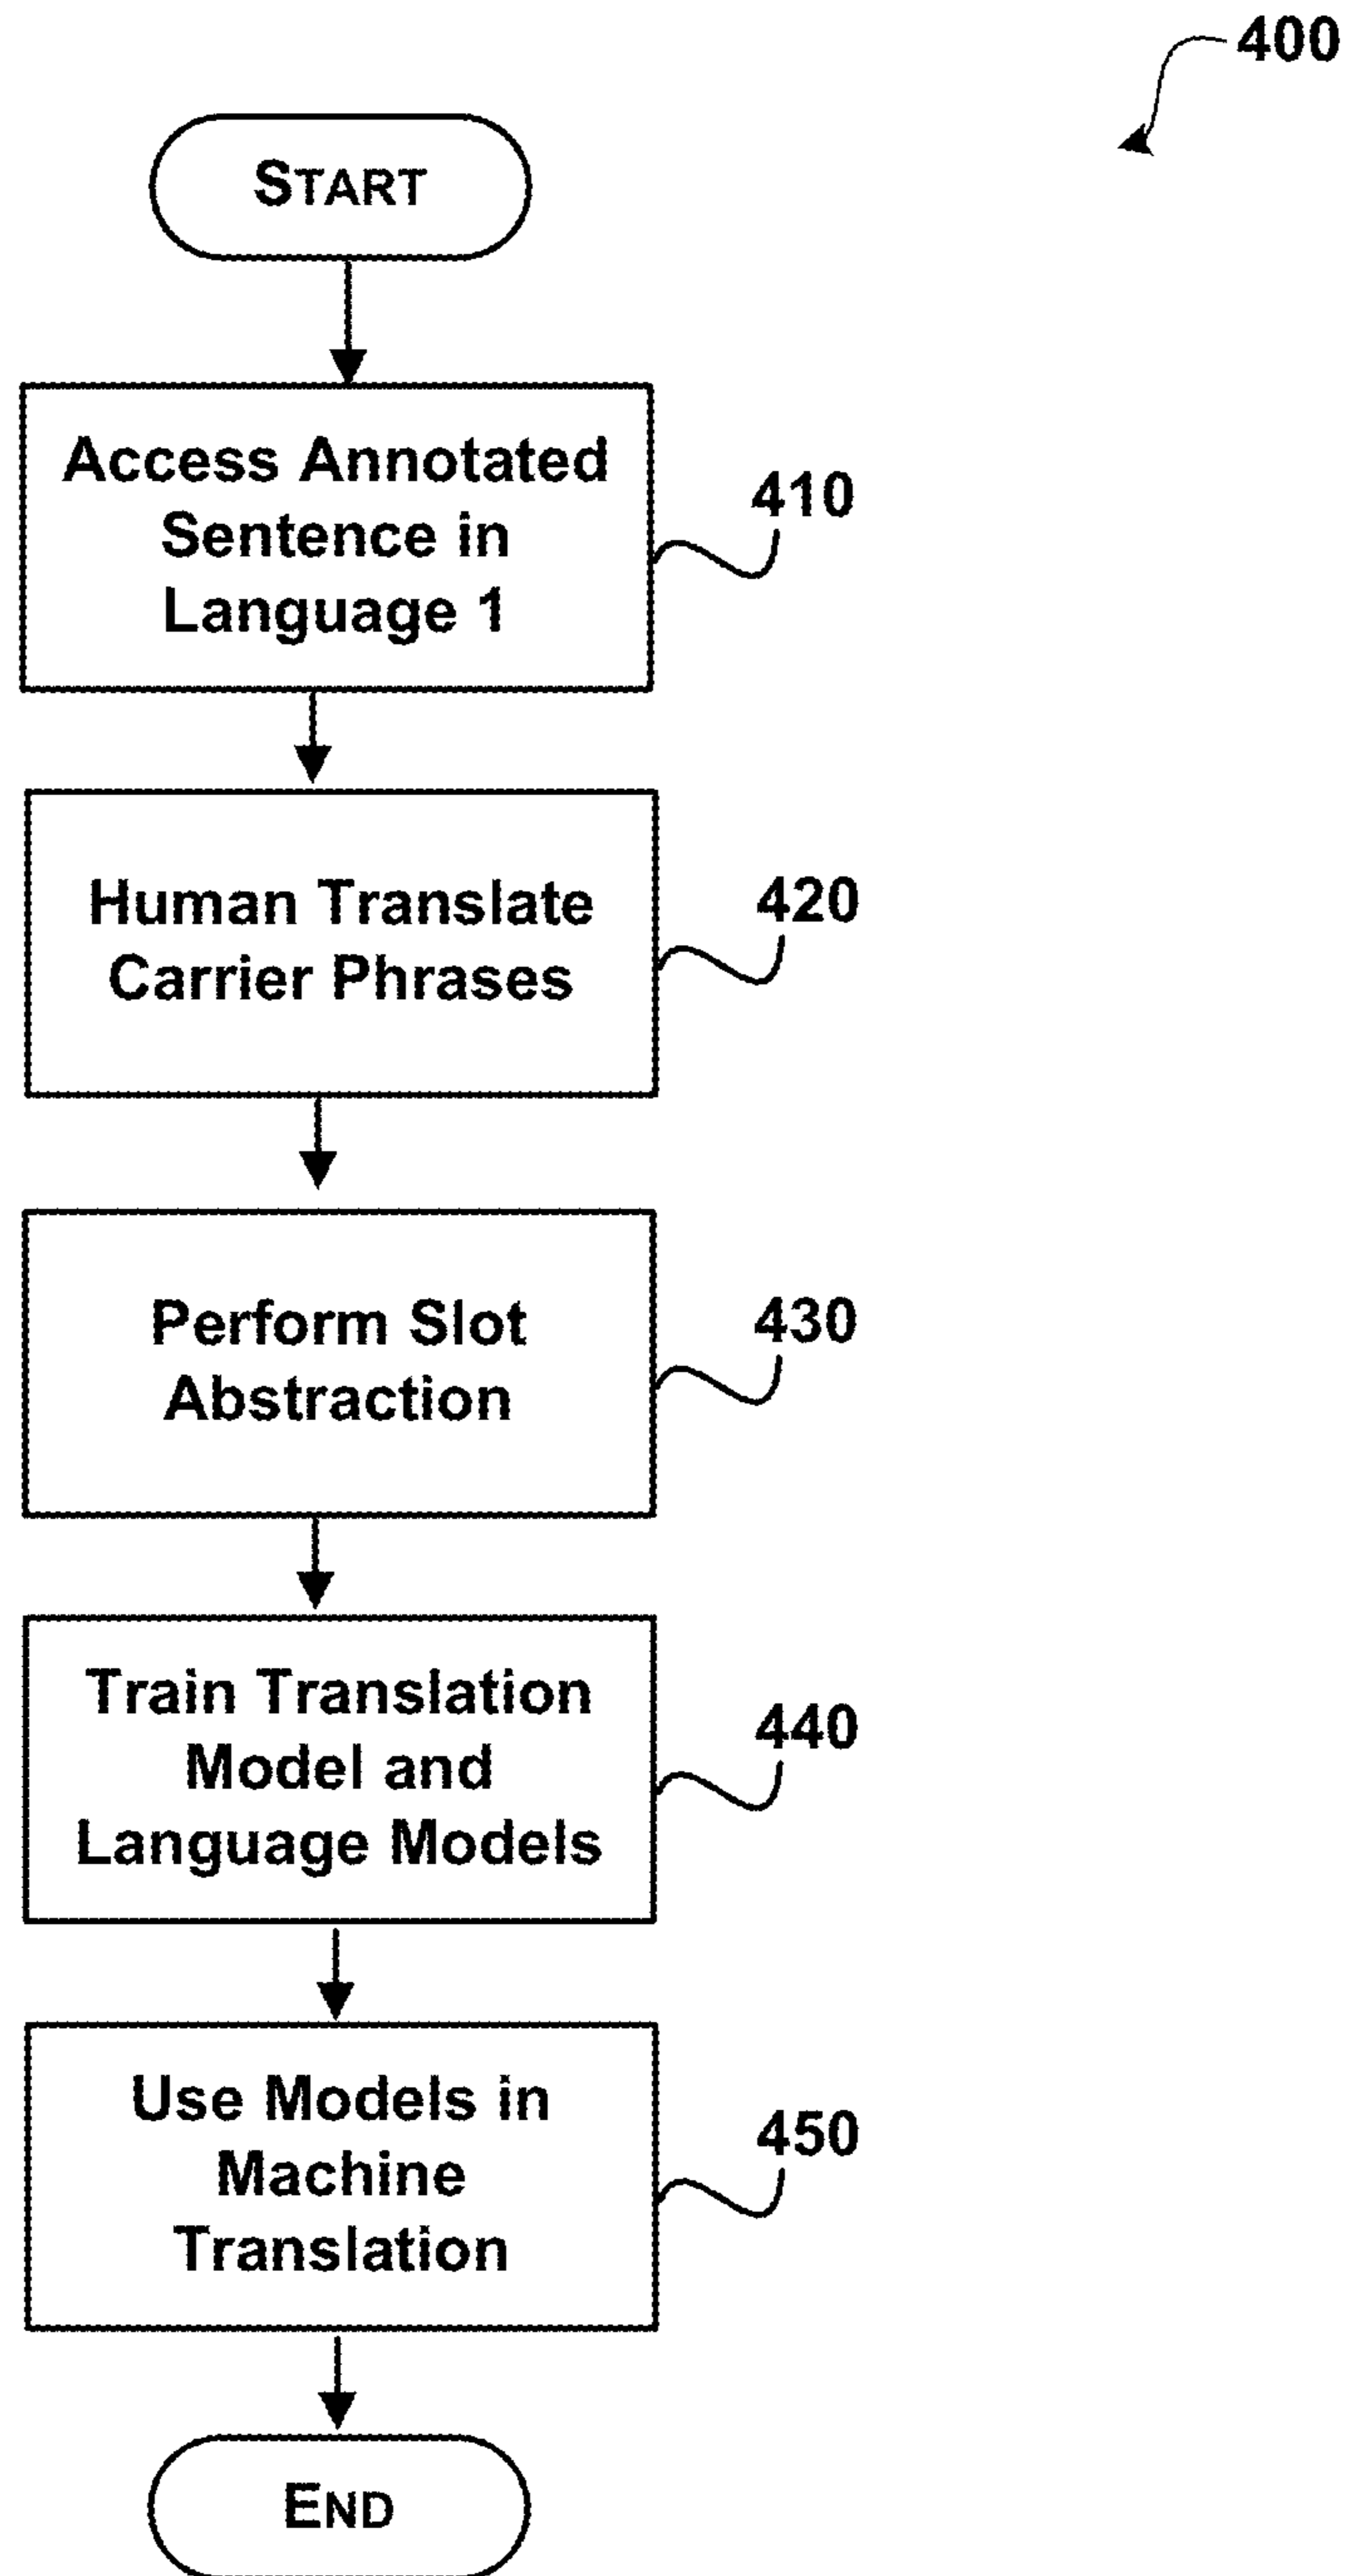 400
START
Access Annotated
Sentence in
Language 1
410
Human Translate
Carrier Phrases
420
Perform Slot
Abstraction
430
Train Translation
Model and
Language Models
440
Use Models in
Machine
Translation
450
END